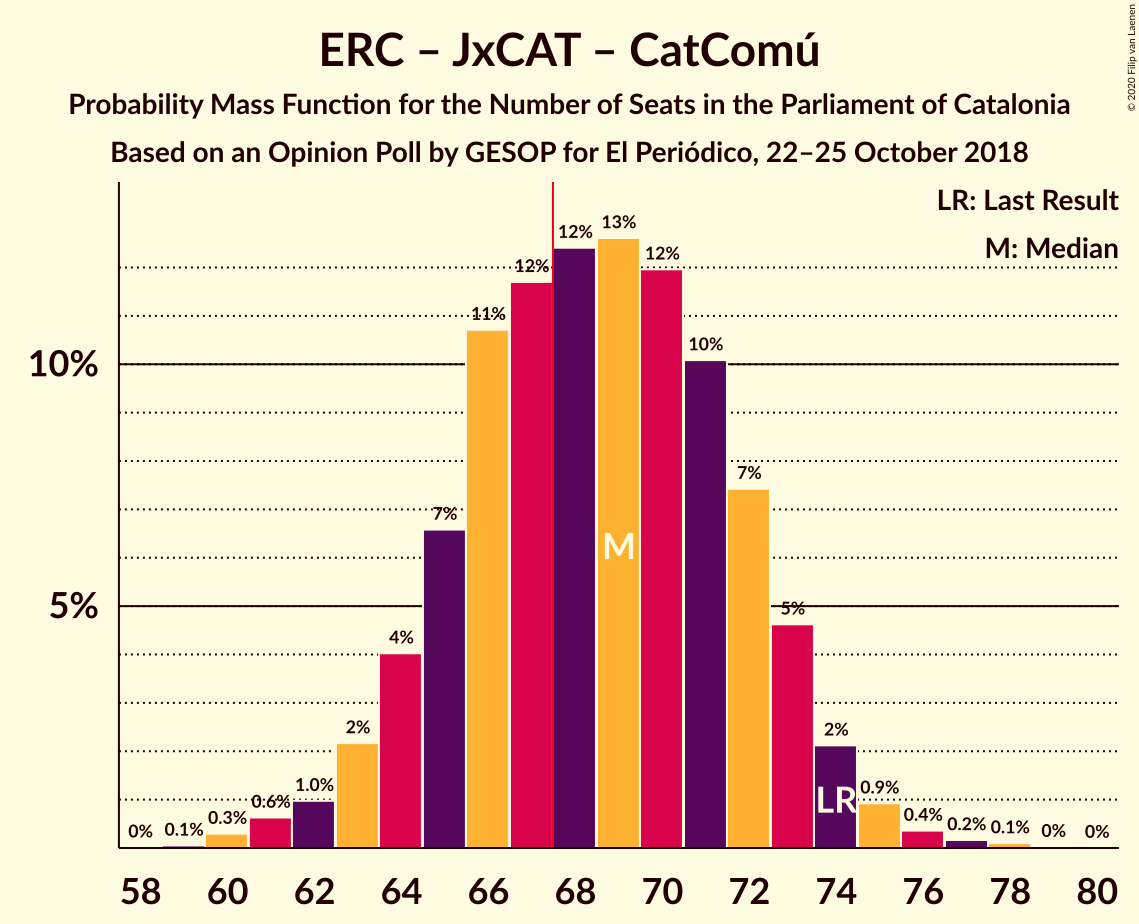 ERC – JxCAT – CatComú
Probability Mass Function for the Number of Seats in the Parliament of Catalonia
Based on an Opinion Poll by GESOP for El Periódico, 22–25 October 2018
© 2020 Filip van Laenen
LR: Last Result
M: Median
10%
5%
0%
0.1%
0.3%
0.6%
1.0%
2%
4%
7%
11%
12%
12%
13%
12%
10%
7%
5%
2%
0.9%
0.4%
0.2%
0.1%
0%
0%
M
LR
58 60 62 64 66 68 70 72 74 76 78 80